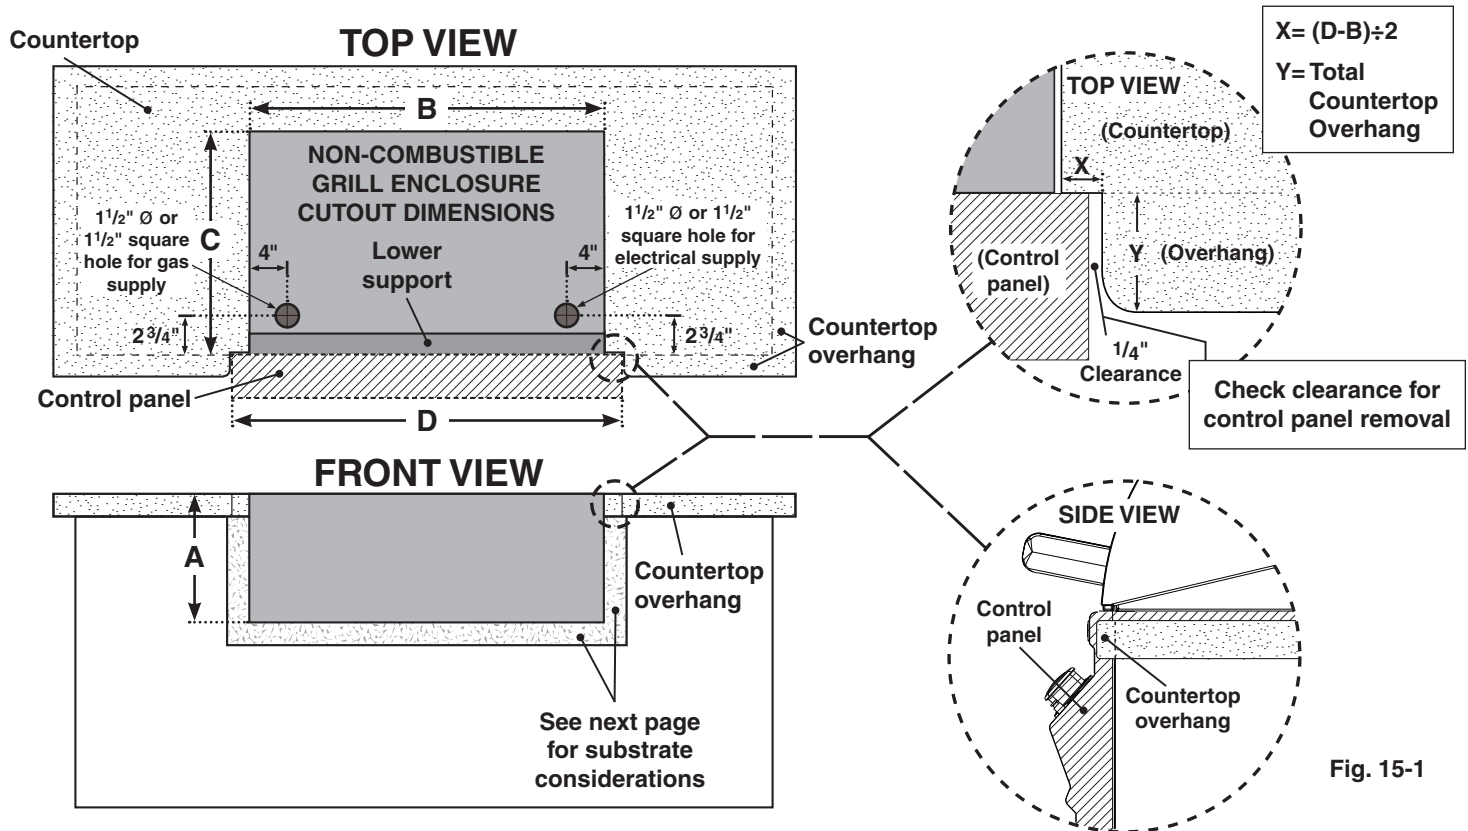 Countertop
TOP VIEW
B
NON-COMBUSTIBLE
GRILL ENCLOSURE
CUTOUT DIMENSIONS
C
1 1/2" Ø or
1 1/2" square
hole for gas
supply
4"
Lower
support
4"
1 1/2" Ø or 1 1/2"
square hole for
electrical supply
2 3/4"
2 3/4"
Countertop
overhang
Control panel
D
FRONT VIEW
A
Countertop
overhang
See next page
for substrate
considerations
X= (D-B)÷2
Y= Total
Countertop
Overhang
TOP VIEW
(Countertop)
X
(Control
panel)
Y
(Overhang)
1/4"
Clearance
Check clearance for
control panel removal
SIDE VIEW
Control
panel
Countertop
overhang
Fig. 15-1